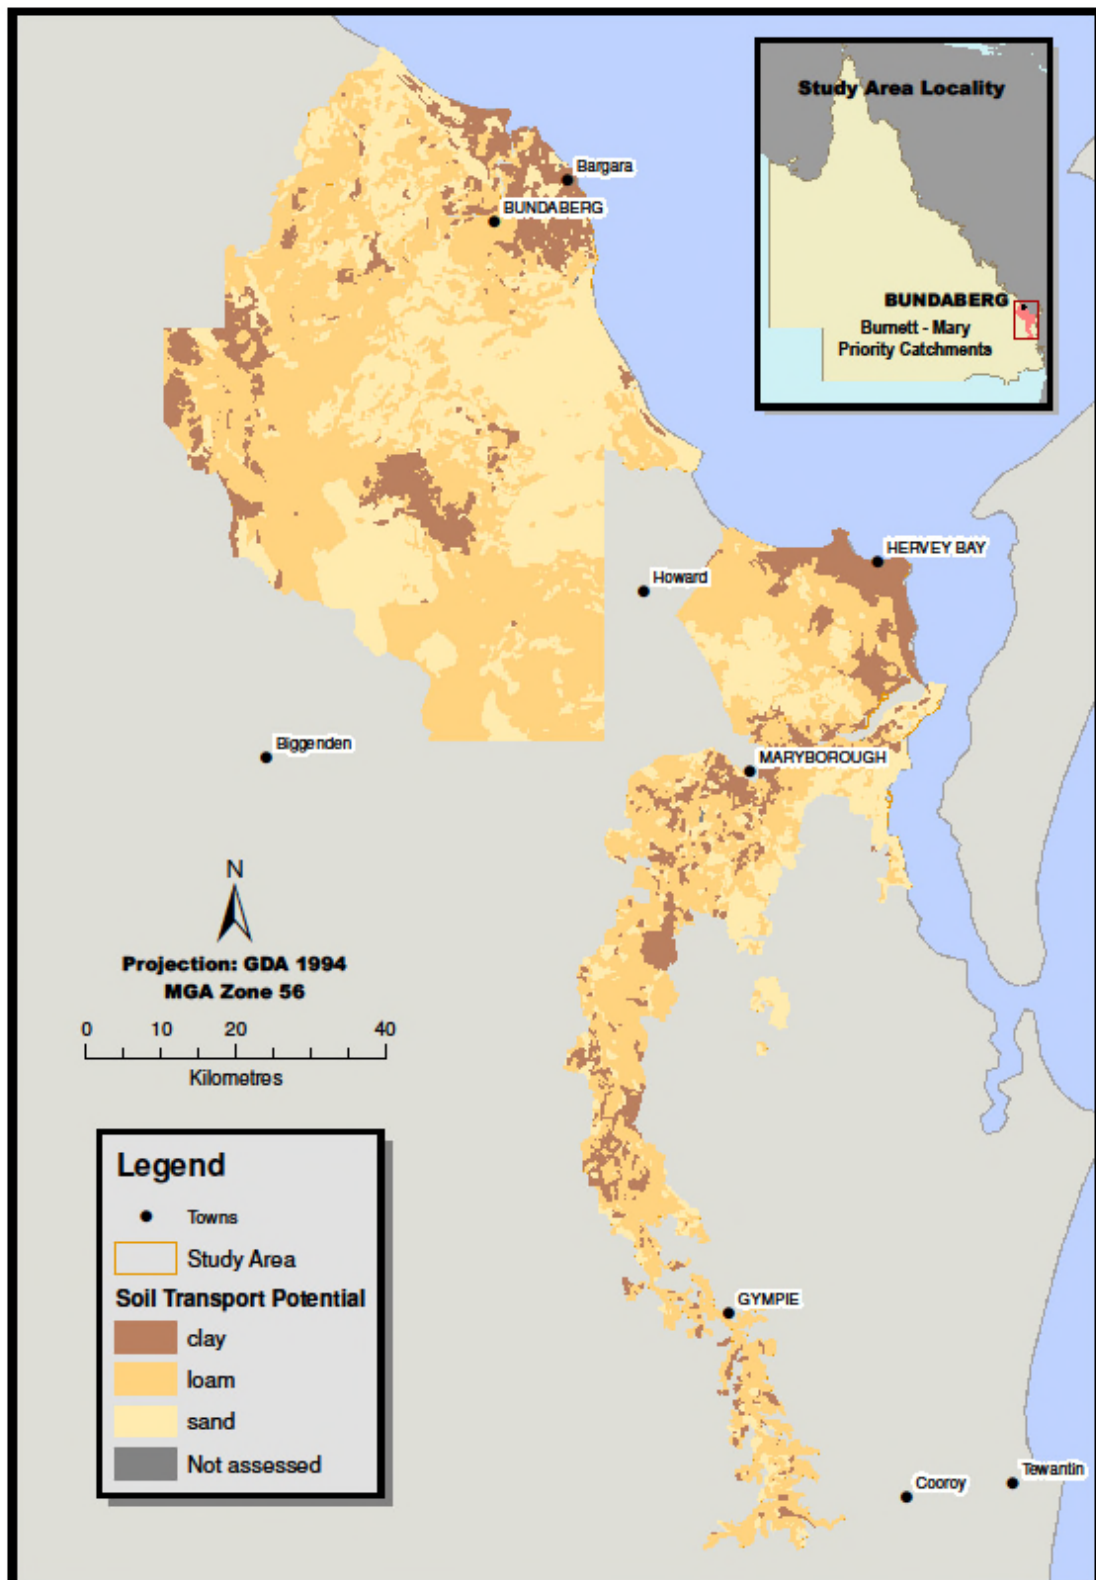 Study Area Locality
BUNDABERG
Burnett - Mary
Priority Catchments
Bargara
BUNDABERG
HERVEY BAY
Howard
Biggenden
MARYBOROUGH
N
Projection: GDA 1994
MGA Zone 56
0 10 20 40
Kilometres
Legend
Towns
Study Area
Soil Transport Potential
clay
loam
sand
Not assessed
GYMPIE
Cooroy
Tewantin